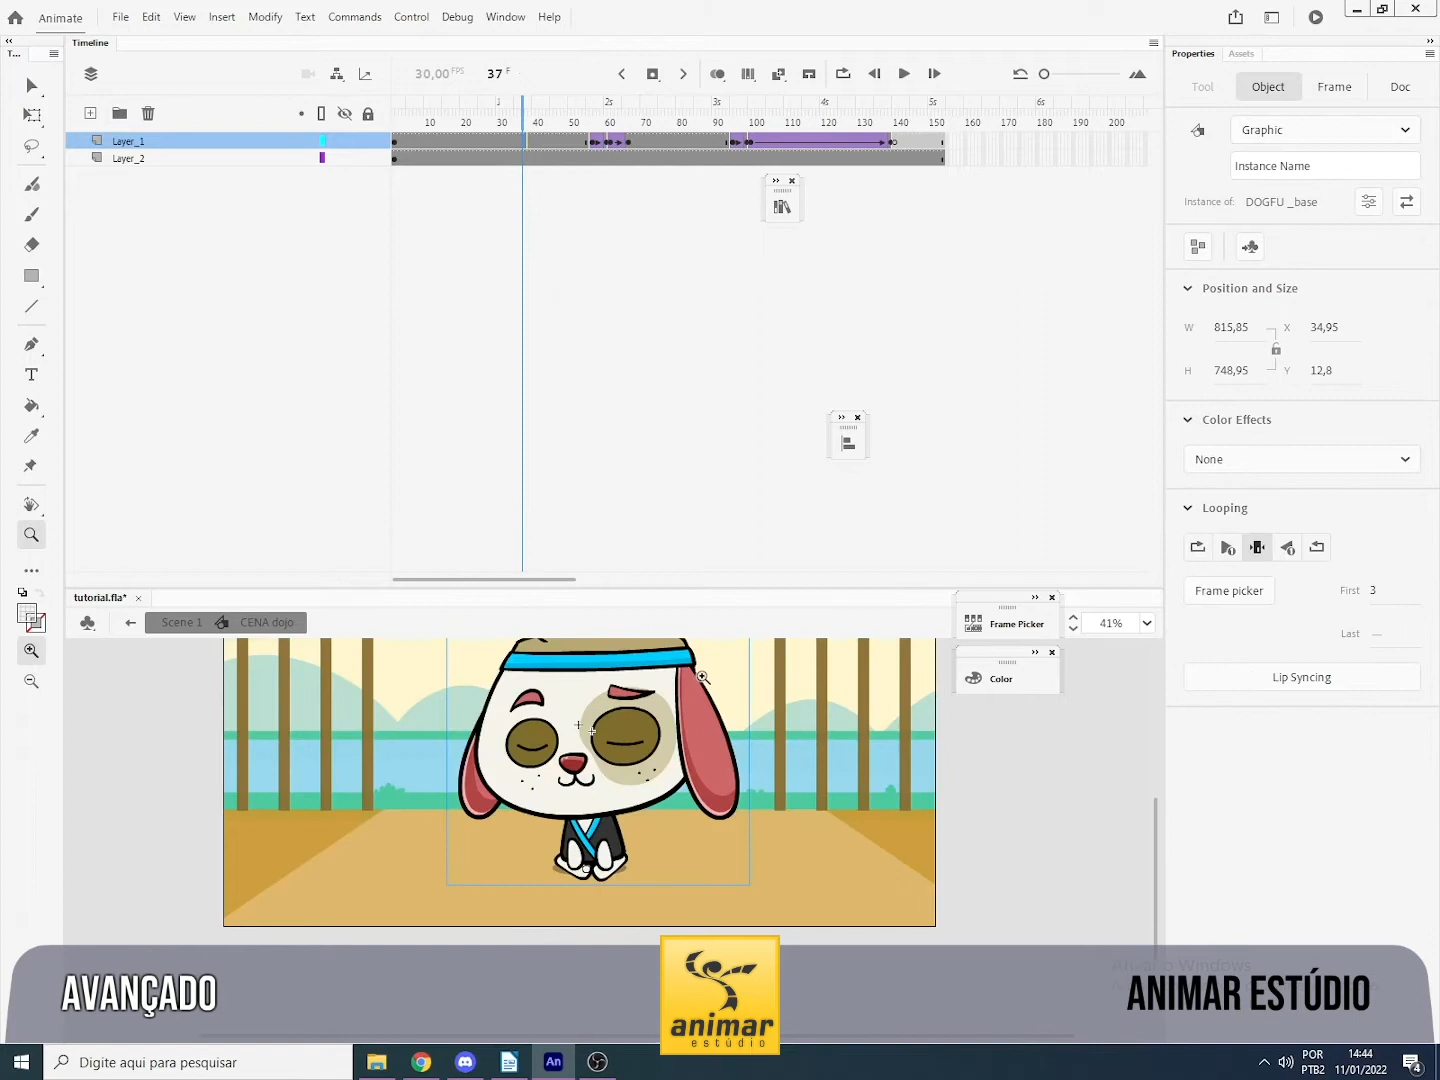 Animate
File Edit View Insert Modify Text Commands Control Debug Window Help
T...
Timeline
30,00 FPS 37 F
1 2s 3s 4s 5s 6s
10 20 30 40 50 60 70 80 90 100 110 120 130 140 150 160 170 180 190 200
Layer_1
Layer_2
tutorial.fla*
Scene 1 CENA dojo
Frame Picker
41%
Color
Properties Assets
Tool Object Frame Doc
Graphic
Instance Name
Instance of: DOGFU _base
Position and Size
W 815,85 X 34,95
H 748,95 Y 12,8
Color Effects
None
Looping
Frame picker First 3
Last —
Lip Syncing
AVANÇADO
animar
estúdio
ANIMAR ESTÚDIO
Digite aqui para pesquisar
An
POR
PTB2
14:44
11/01/2022
4